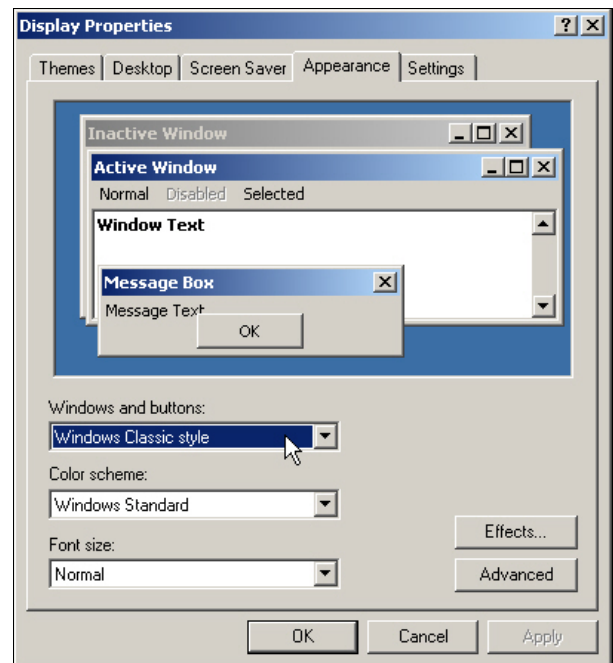 Display Properties
Themes Desktop Screen Saver Appearance Settings
Inactive Window
Active Window
Normal Disabled Selected
Window Text
Message Box
Message Text
OK
Windows and buttons:
Windows Classic style
Color scheme:
Windows Standard
Effects...
Font size:
Normal
Advanced
OK Cancel Apply